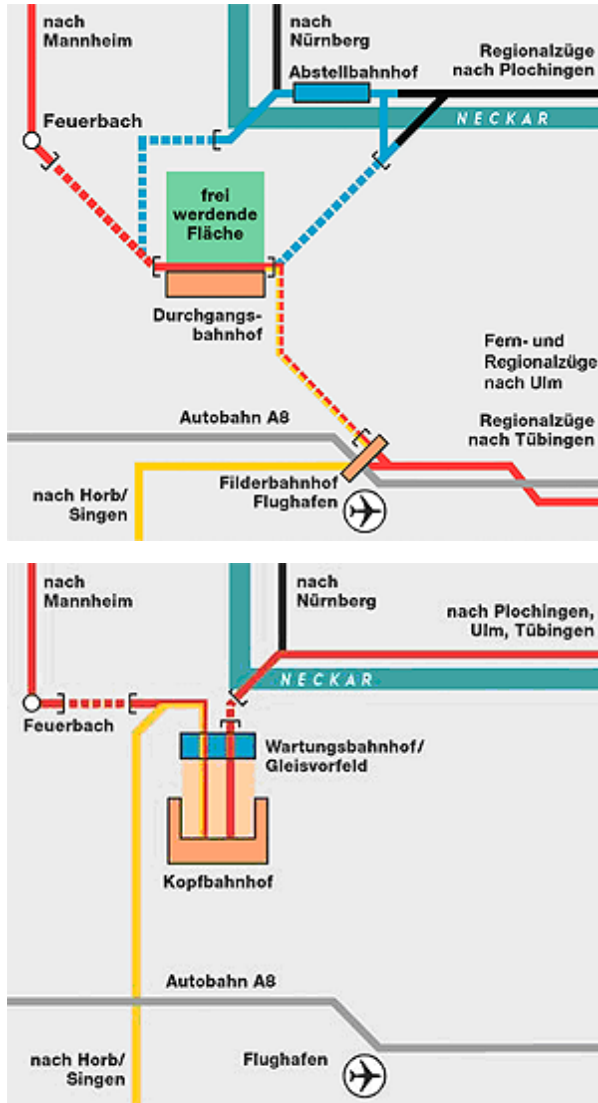 nach
Mannheim
nach
Nürnberg
Regionalzüge
nach Plochingen
Abstellbahnhof
Feuerbach
NECKAR
frei
werdende
Fläche
Durchgangs-
bahnhof
Fern- und
Regionalzüge
nach Ulm
Autobahn A8
Regionalzüge
nach Tübingen
nach Horb/
Singen
Filderbahnhof
Flughafen
nach
Mannheim
nach
Nürnberg
nach Plochingen,
Ulm, Tübingen
NECKAR
Feuerbach
Wartungsbahnhof/
Gleisvorfeld
Kopfbahnhof
Autobahn A8
nach Horb/
Singen
Flughafen